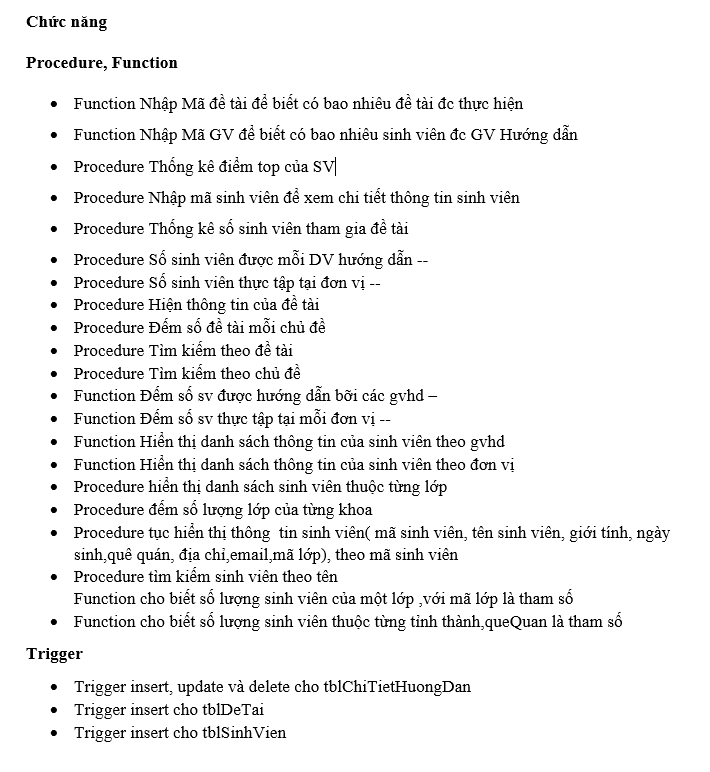 Chức năng
Procedure, Function
• Function Nhập Mã đề tài để biết có bao nhiêu đề tài đc thực hiện
• Function Nhập Mã GV để biết có bao nhiêu sinh viên đc GV Hướng dẫn
• Procedure Thống kê điểm top của SV
• Procedure Nhập mã sinh viên để xem chi tiết thông tin sinh viên
• Procedure Thống kê số sinh viên tham gia đề tài
• Procedure Số sinh viên được mỗi DV hướng dẫn --
• Procedure Số sinh viên thực tập tại đơn vị --
• Procedure Hiện thông tin của đề tài
• Procedure Đếm số đề tài mỗi chủ đề
• Procedure Tìm kiếm theo đề tài
• Procedure Tìm kiếm theo chủ đề
• Function Đếm số sv được hướng dẫn bỡi các gvhd –
• Function Đếm số sv thực tập tại mỗi đơn vị --
• Function Hiển thị danh sách thông tin của sinh viên theo gvhd
• Function Hiển thị danh sách thông tin của sinh viên theo đơn vị
• Procedure hiển thị danh sách sinh viên thuộc từng lớp
• Procedure đếm số lượng lớp của từng khoa
• Procedure tục hiển thị thông  tin sinh viên( mã sinh viên, tên sinh viên, giới tính, ngày
sinh,quê quán, địa chỉ,email,mã lớp), theo mã sinh viên
• Procedure tìm kiếm sinh viên theo tên
Function cho biết số lượng sinh viên của một lớp ,với mã lớp là tham số
• Function cho biết số lượng sinh viên thuộc từng tỉnh thành,queQuan là tham số
Trigger
• Trigger insert, update và delete cho tblChiTietHuongDan
• Trigger insert cho tblDeTai
• Trigger insert cho tblSinhVien